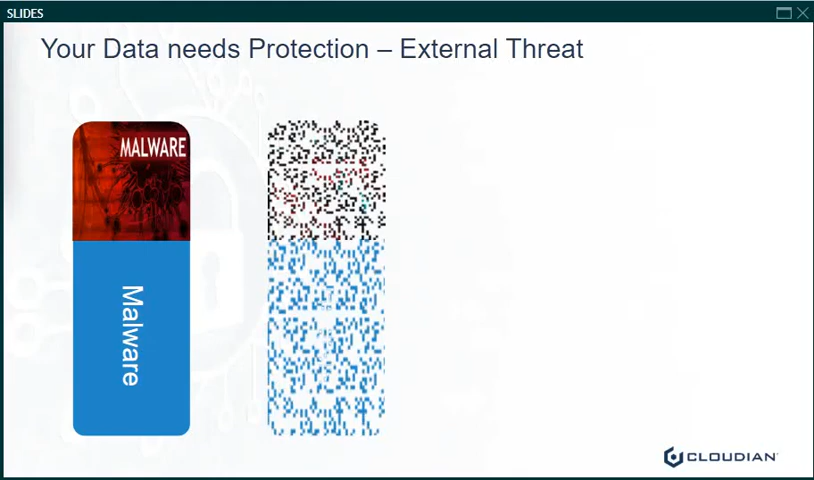 SLIDES
Your Data needs Protection – External Threat
MALWARE
Malware
CLOUDIAN